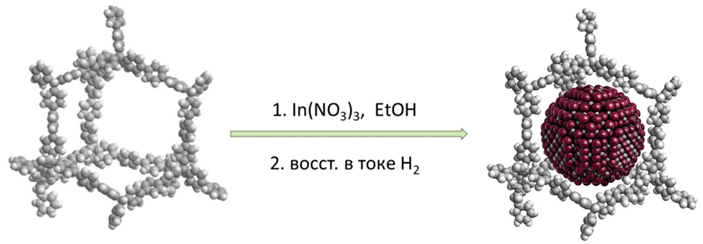 1. In(NO₃)₃, EtOH
2. восст. в токе H₂